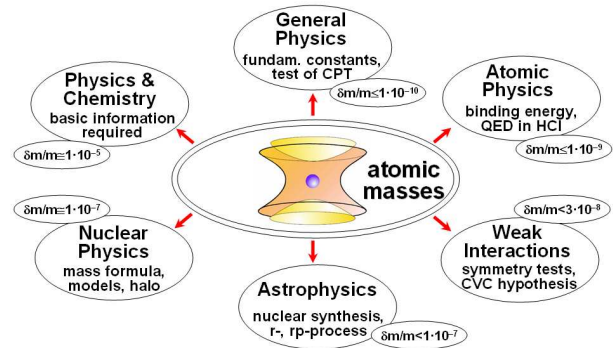 General
Physics
fundam. constants,
test of CPT
δm/m≤1·10⁻¹⁰
Physics &
Chemistry
basic information
required
δm/m≅1·10⁻⁵
Atomic
Physics
binding energy,
QED in HCI
δm/m≤1·10⁻⁹
atomic
masses
δm/m≅1·10⁻⁷
Nuclear
Physics
mass formula,
models, halo
δm/m<3·10⁻⁸
Weak
Interactions
symmetry tests,
CVC hypothesis
Astrophysics
nuclear synthesis,
r-, rp-process
δm/m<1·10⁻⁷